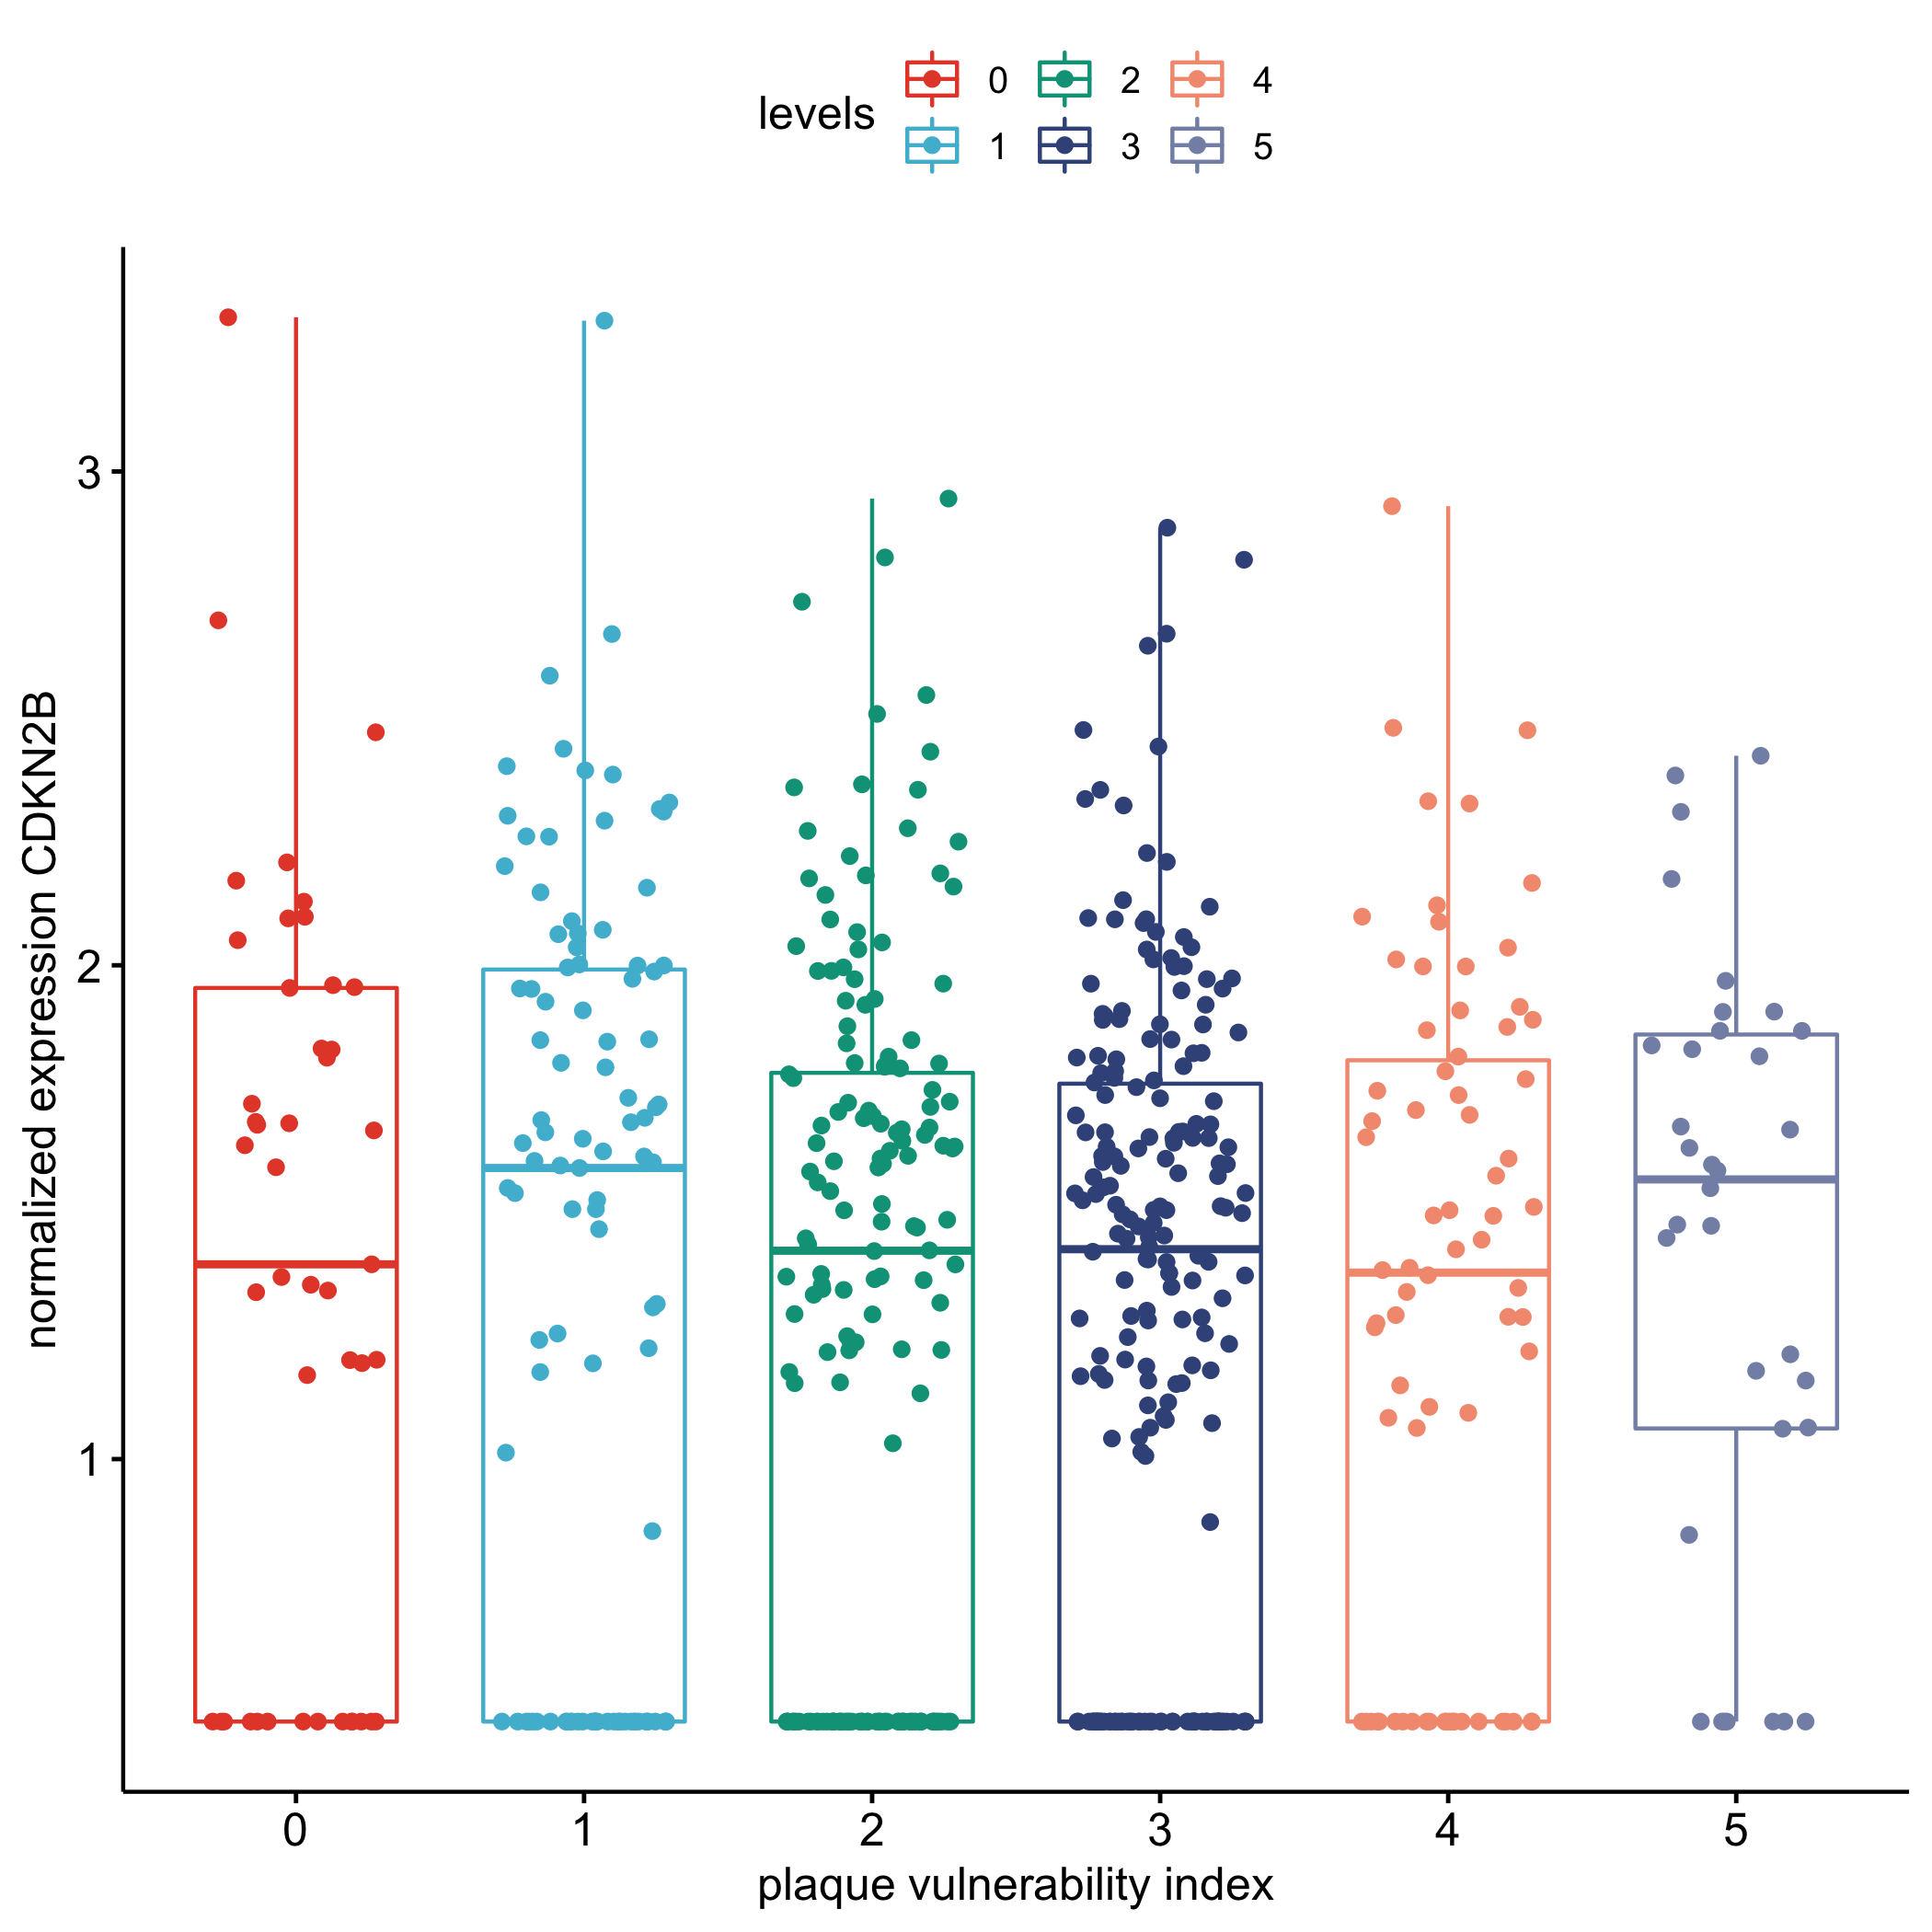 levels
0 2 4
1 3 5
normalized expression CDKN2B
3
2
1
0 1 2 3 4 5
plaque vulnerability index